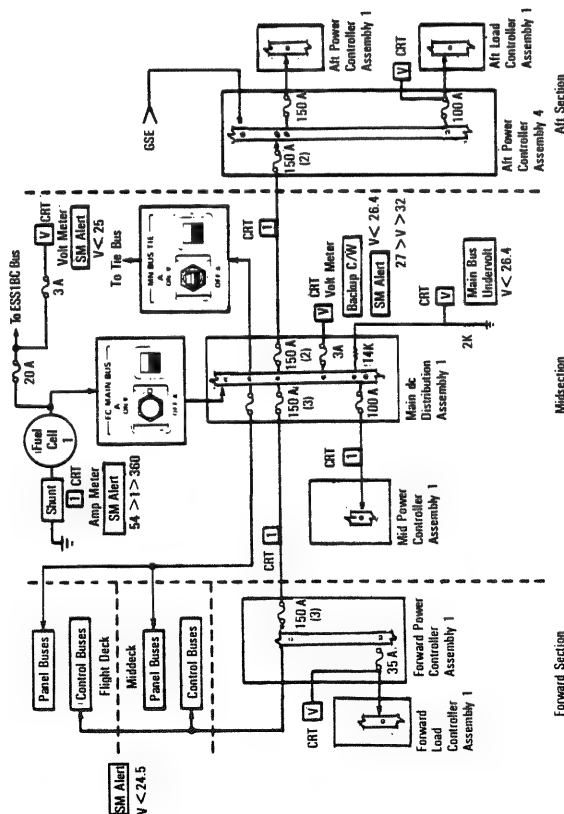 SM Alert
V < 24.5
Panel Buses
Control Buses
Flight Deck
Middeck
Panel Buses
Control Buses
CRT
V
Forward
Load
Controller
Assembly 1
35 A
150 A
(3)
Forward Power
Controller
Assembly 1
Forward Section
Shunt
Fuel
Cell
1
1 CRT
Amp Meter
SM Alert
54 > 1 > 360
20 A
To ESS1BC Bus
3 A
V CRT
Volt Meter
SM Alert
V < 25
FC MAIN BUS
A
ON
OFF
To Tie Bus
MN BUS TIE
A
ON
OFF
CRT
1
CRT
1
Mid Power
Controller
Assembly 1
150 A
(3)
100 A
150 A
(2)
3A
14K
Main dc
Distribution
Assembly 1
CRT
1
CRT
Volt Meter
V
Backup C/W
SM Alert
V < 26.4
27 > V > 32
CRT
V
2K
Main Bus
Undervolt
V < 26.4
Midsection
GSE
150 A
(2)
150 A
100 A
Aft Power
Controller
Assembly 4
Aft Power
Controller
Assembly 1
V CRT
Aft Load
Controller
Assembly 1
Aft Section